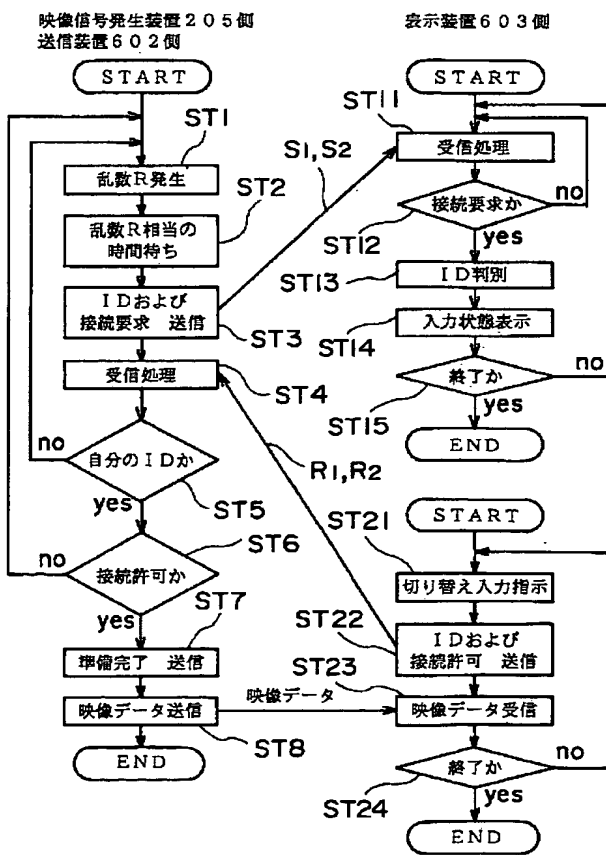 映像信号発生装置205側
送信装置602側
START
ST1
乱数R発生
ST2
乱数R相当の
時間待ち
IDおよび
接続要求 送信
ST3
受信処理
ST4
no
自分のIDか
yes
ST5
ST6
no
接続許可か
yes
ST7
準備完了 送信
映像データ送信
映像データ
ST8
END
S1,S2
R1,R2
表示装置603側
START
ST11
受信処理
no
接続要求か
ST12
yes
ST13
ID判別
入力状態表示
ST14
no
終了か
ST15
yes
END
START
ST21
切り替え入力指示
ST22
IDおよび
接続許可 送信
ST23
映像データ受信
no
終了か
ST24
yes
END